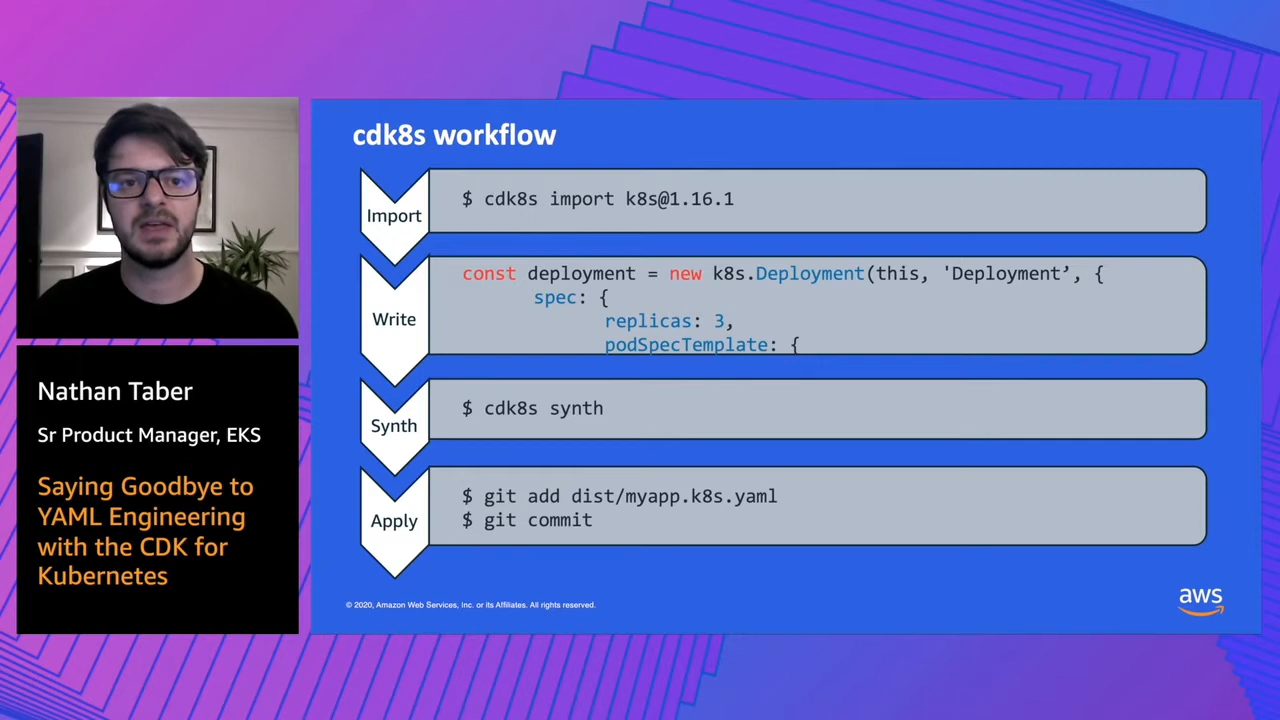 cdk8s workflow
Import
$ cdk8s import k8s@1.16.1
Write
const deployment = new k8s.Deployment(this, 'Deployment’, {
spec: {
replicas: 3,
podSpecTemplate: {
Synth
$ cdk8s synth
Apply
$ git add dist/myapp.k8s.yaml
$ git commit
© 2020, Amazon Web Services, Inc. or its Affiliates. All rights reserved.
aws
Nathan Taber
Sr Product Manager, EKS
Saying Goodbye to
YAML Engineering
with the CDK for
Kubernetes